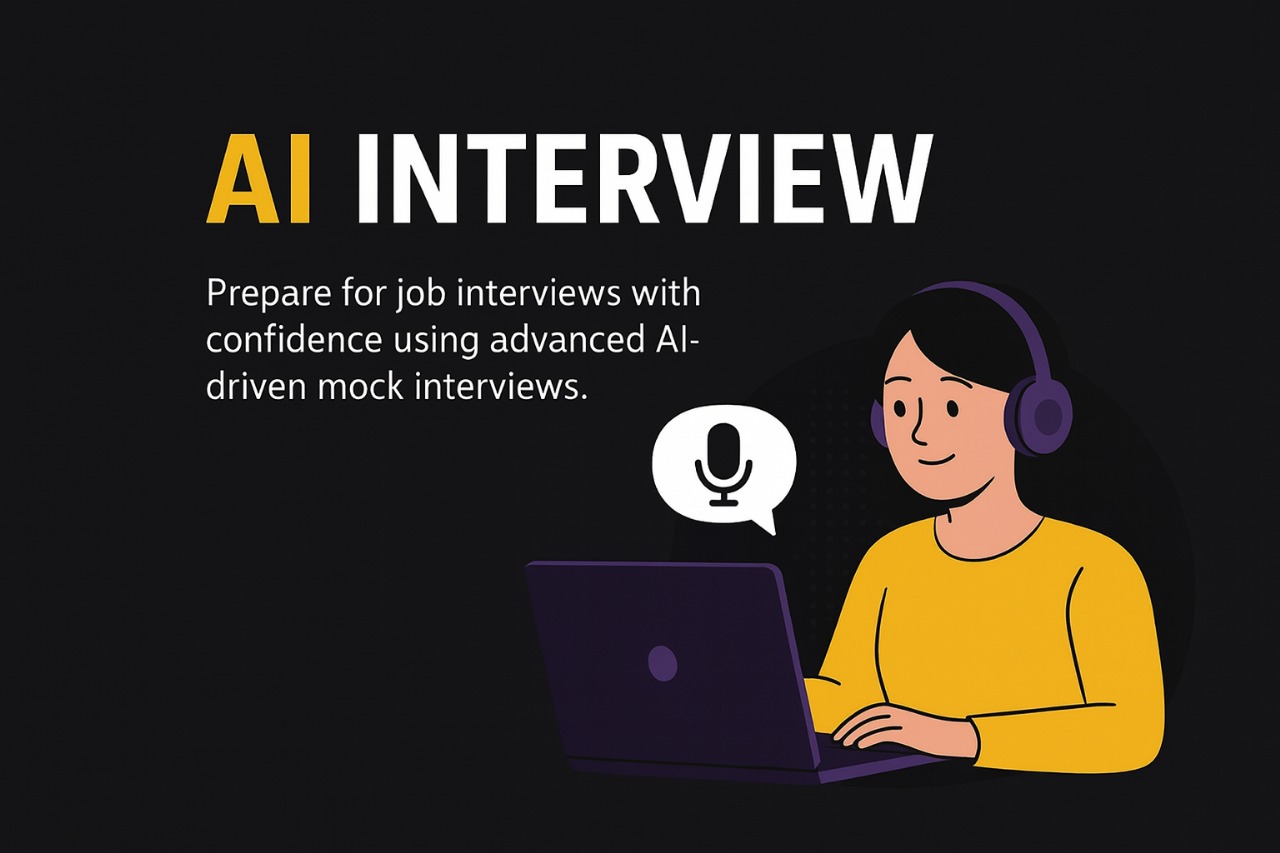 AI INTERVIEW
Prepare for job interviews with
confidence using advanced AI-
driven mock interviews.